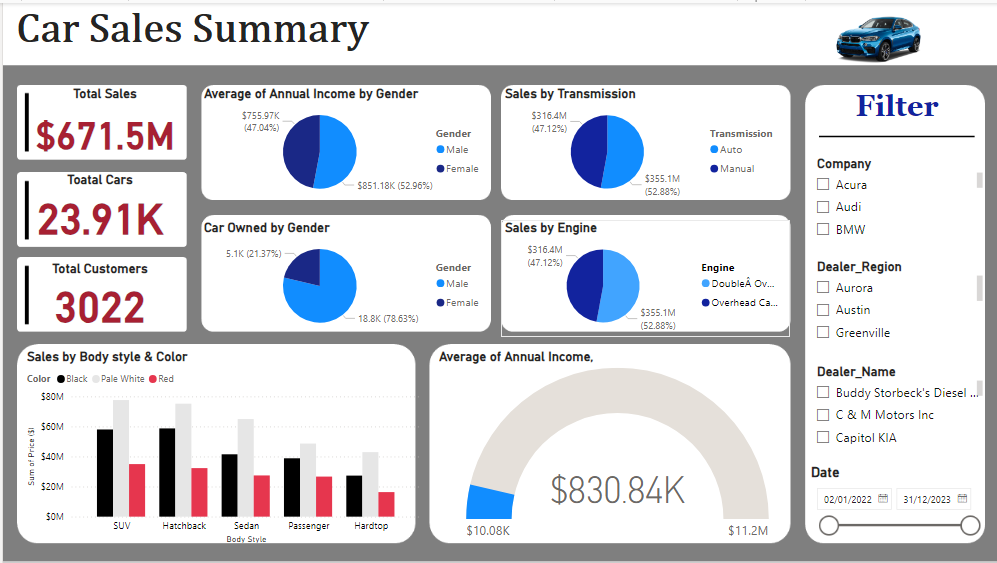 Car Sales Summary
Total Sales
$671.5M
Toatal Cars
23.91K
Total Customers
3022
Average of Annual Income by Gender
$755.97K
(47.04%)
$851.18K (52.96%)
Gender
Male
Female
Sales by Transmission
$316.4M
(47.12%)
$355.1M
(52.88%)
Transmission
Auto
Manual
Car Owned by Gender
5.1K (21.37%)
18.8K (78.63%)
Gender
Male
Female
Sales by Engine
$316.4M
(47.12%)
$355.1M
(52.88%)
Engine
DoubleÂ Ov...
Overhead Ca...
Sales by Body style & Color
Color Black Pale White Red
Sum of Price ($)
$80M
$60M
$40M
$20M
$0M
SUV Hatchback Sedan Passenger Hardtop
Body Style
Average of Annual Income,
$830.84K
$10.08K
$11.2M
Filter
Company
Acura
Audi
BMW
Dealer_Region
Aurora
Austin
Greenville
Dealer_Name
Buddy Storbeck's Diesel ...
C & M Motors Inc
Capitol KIA
Date
02/01/2022 31/12/2023